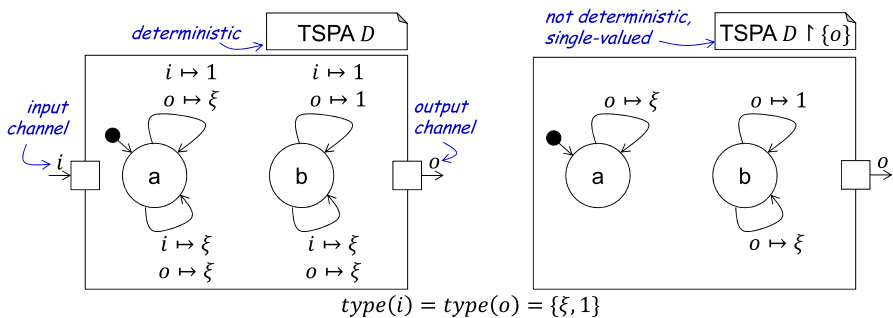 deterministic
TSPA D
not deterministic,
single-valued
TSPA D ↾ {o}
i ↦ 1
o ↦ ξ
i ↦ 1
o ↦ 1
o ↦ ξ
o ↦ 1
input
channel
output
channel
i
a
b
o
a
b
o
i ↦ ξ
o ↦ ξ
i ↦ ξ
o ↦ ξ
o ↦ ξ
type(i) = type(o) = {ξ, 1}